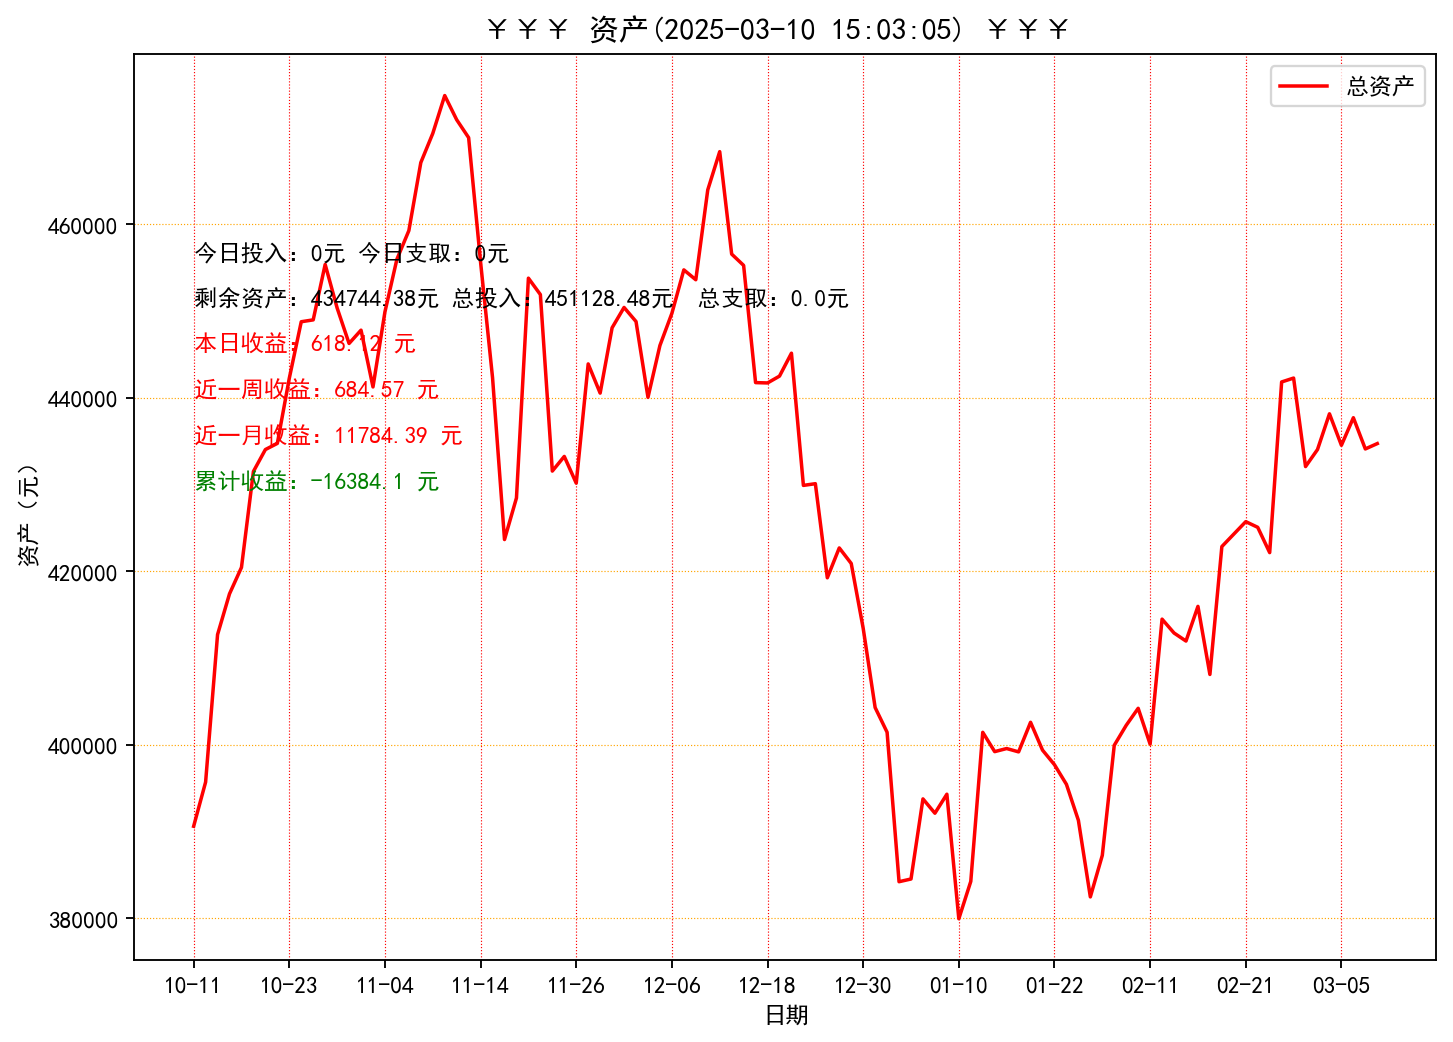 ￥￥￥ 资产(2025-03-10 15:03:05) ￥￥￥
总资产
460000
440000
420000
400000
380000
资产（元）
今日投入：0元 今日支取：0元
剩余资产：434744.38元 总投入：451128.48元  总支取：0.0元
本日收益：618.12 元
近一周收益：684.57 元
近一月收益：11784.39 元
累计收益：-16384.1 元
10-11 10-23 11-04 11-14 11-26 12-06 12-18 12-30 01-10 01-22 02-11 02-21 03-05
日期